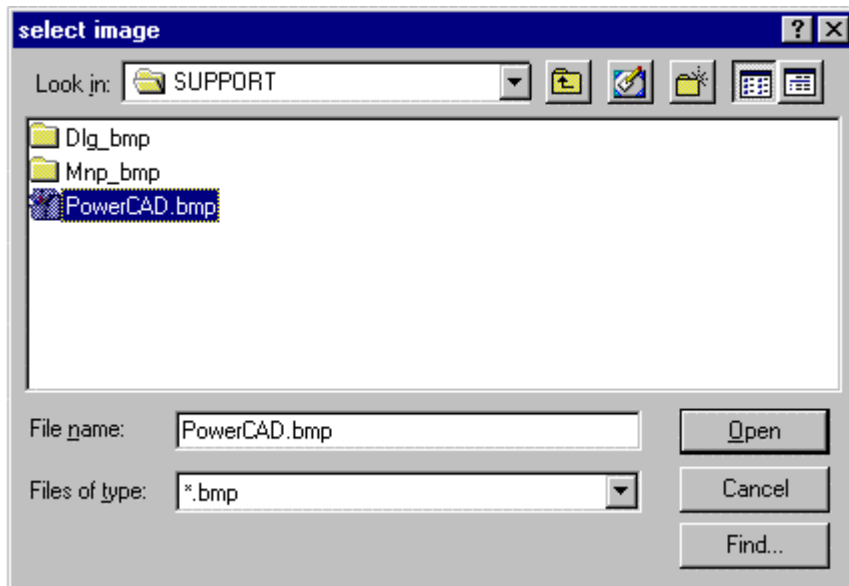 select image
Look in: SUPPORT
Dlg_bmp
Mnp_bmp
PowerCAD.bmp
File name: PowerCAD.bmp Open
Files of type: *.bmp Cancel
Find...